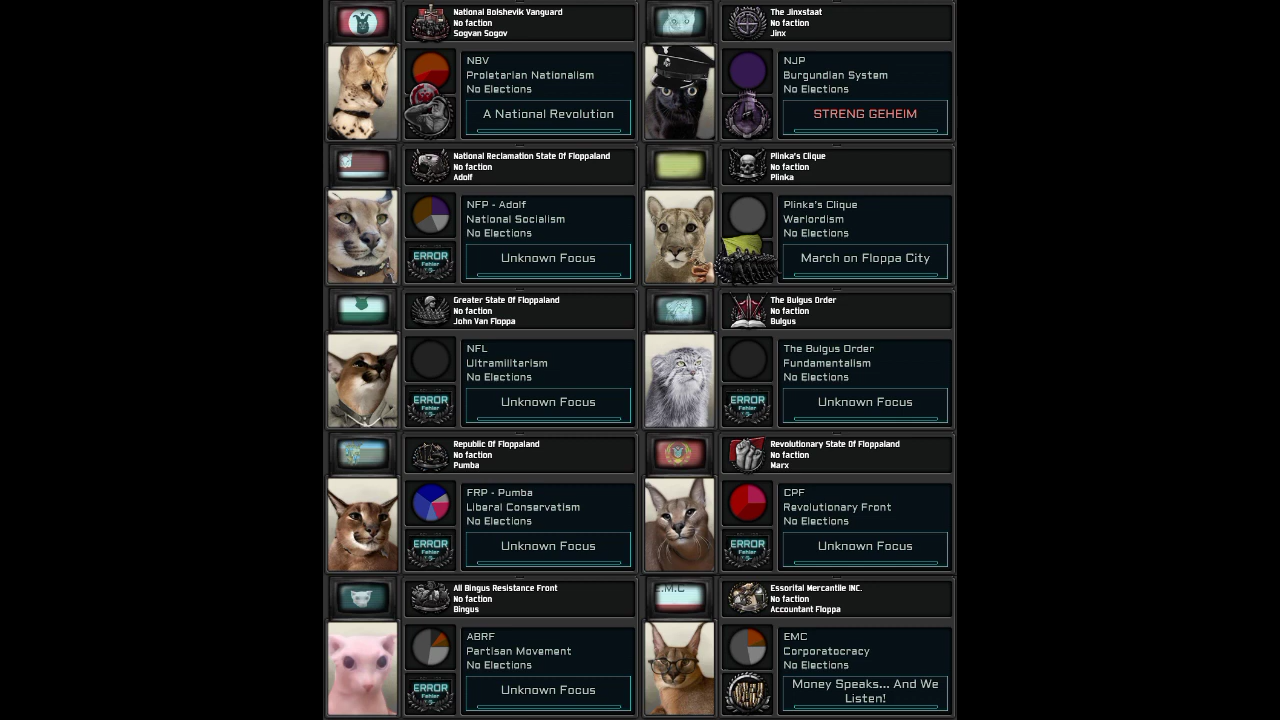 National Bolshevik Vanguard
No faction
Sogvan Sogov
NBV
Proletarian Nationalism
No Elections
A National Revolution
The Jinxstaat
No faction
Jinx
NJP
Burgundian System
No Elections
STRENG GEHEIM
National Reclamation State Of Floppaland
No faction
Adolf
NFP - Adolf
National Socialism
No Elections
ERROR
Fehler
Unknown Focus
Plinka's Clique
No faction
Plinka
Plinka's Clique
Warlordism
No Elections
March on Floppa City
Greater State Of Floppaland
No faction
John Van Floppa
NFL
Ultramilitarism
No Elections
ERROR
Fehler
Unknown Focus
The Bulgus Order
No faction
Bulgus
The Bulgus Order
Fundamentalism
No Elections
ERROR
Fehler
Unknown Focus
Republic Of Floppaland
No faction
Pumba
FRP - Pumba
Liberal Conservatism
No Elections
ERROR
Fehler
Unknown Focus
Revolutionary State Of Floppaland
No faction
Marx
CPF
Revolutionary Front
No Elections
ERROR
Fehler
Unknown Focus
All Bingus Resistance Front
No faction
Bingus
ABRF
Partisan Movement
No Elections
ERROR
Fehler
Unknown Focus
E.M.C
Essorital Mercantile INC.
No faction
Accountant Floppa
EMC
Corporatocracy
No Elections
Money Speaks... And We
Listen!